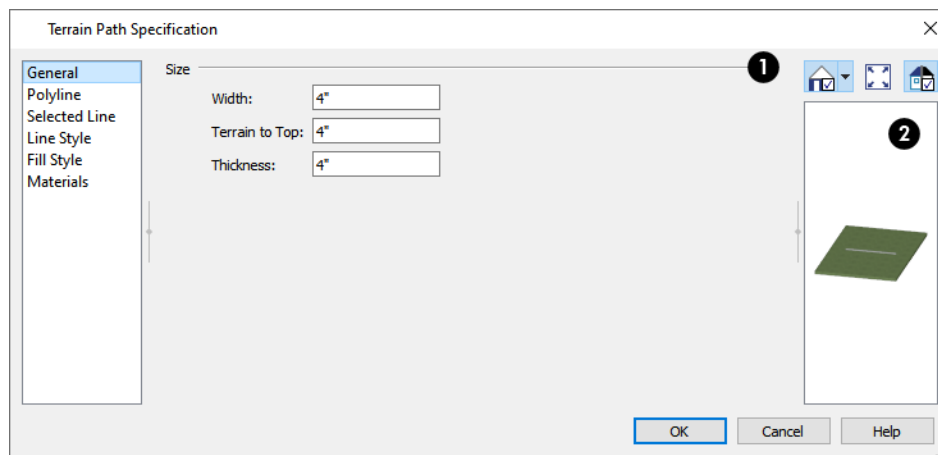 Terrain Path Specification
General
Polyline
Selected Line
Line Style
Fill Style
Materials
Size
Width: 4"
Terrain to Top: 4"
Thickness: 4"
1
2
OK Cancel Help